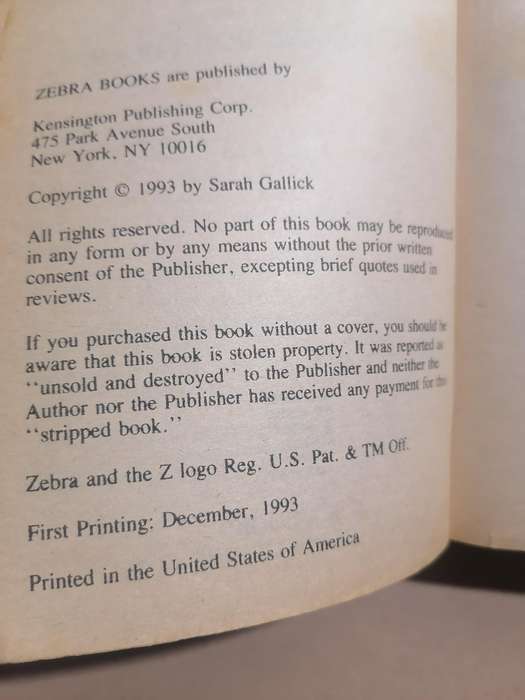 ZEBRA BOOKS are published by
Kensington Publishing Corp.
475 Park Avenue South
New York, NY 10016
Copyright © 1993 by Sarah Gallick
All rights reserved. No part of this book may be reproduced
in any form or by any means without the prior written
consent of the Publisher, excepting brief quotes used in
reviews.
If you purchased this book without a cover, you should be
aware that this book is stolen property. It was reported as
‘‘unsold and destroyed’’ to the Publisher and neither the
Author nor the Publisher has received any payment for this
‘‘stripped book.’’
Zebra and the Z logo Reg. U.S. Pat. & TM Off.
First Printing: December, 1993
Printed in the United States of America